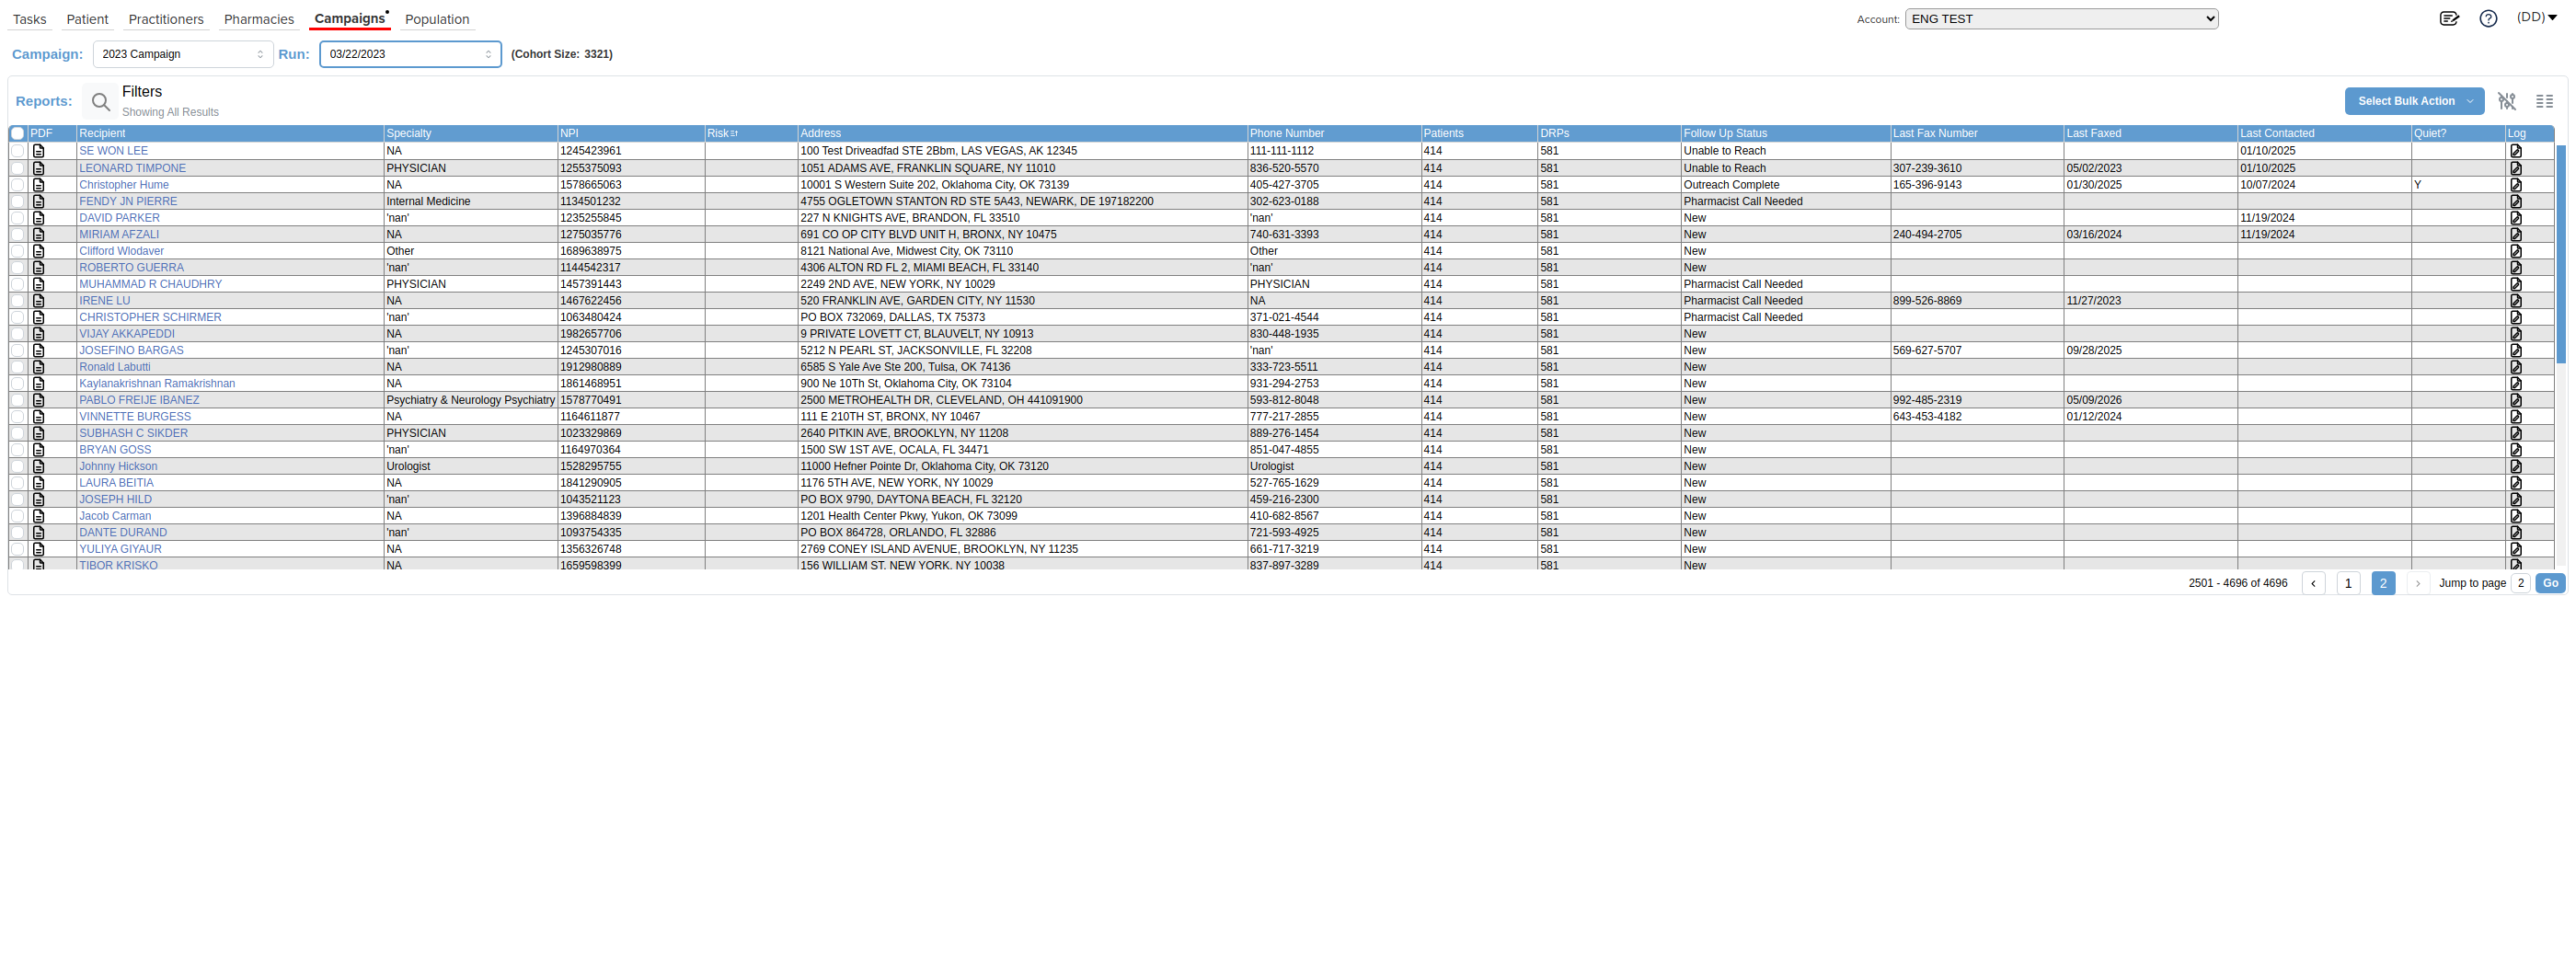 Tasks Patient Practitioners Pharmacies Campaigns Population Account: ENG TEST (DD)
Campaign: 2023 Campaign Run: 03/22/2023 (Cohort Size: 3321)
Reports: Filters Select Bulk Action
Showing All Results
PDF Recipient Specialty NPI Risk Address Phone Number Patients DRPs Follow Up Status Last Fax Number Last Faxed Last Contacted Quiet? Log
SE WON LEE NA 1245423961 100 Test Driveadfad STE 2Bbm, LAS VEGAS, AK 12345 111-111-1112 414 581 Unable to Reach 01/10/2025
LEONARD TIMPONE PHYSICIAN 1255375093 1051 ADAMS AVE, FRANKLIN SQUARE, NY 11010 836-520-5570 414 581 Unable to Reach 307-239-3610 05/02/2023 01/10/2025
Christopher Hume NA 1578665063 10001 S Western Suite 202, Oklahoma City, OK 73139 405-427-3705 414 581 Outreach Complete 165-396-9143 01/30/2025 10/07/2024 Y
FENDY JN PIERRE Internal Medicine 1134501232 4755 OGLETOWN STANTON RD STE 5A43, NEWARK, DE 197182200 302-623-0188 414 581 Pharmacist Call Needed
DAVID PARKER 'nan' 1235255845 227 N KNIGHTS AVE, BRANDON, FL 33510 'nan' 414 581 New 11/19/2024
MIRIAM AFZALI NA 1275035776 691 CO OP CITY BLVD UNIT H, BRONX, NY 10475 740-631-3393 414 581 New 240-494-2705 03/16/2024 11/19/2024
Clifford Wlodaver Other 1689638975 8121 National Ave, Midwest City, OK 73110 Other 414 581 New
ROBERTO GUERRA 'nan' 1144542317 4306 ALTON RD FL 2, MIAMI BEACH, FL 33140 'nan' 414 581 New
MUHAMMAD R CHAUDHRY PHYSICIAN 1457391443 2249 2ND AVE, NEW YORK, NY 10029 PHYSICIAN 414 581 Pharmacist Call Needed
IRENE LU NA 1467622456 520 FRANKLIN AVE, GARDEN CITY, NY 11530 NA 414 581 Pharmacist Call Needed 899-526-8869 11/27/2023
CHRISTOPHER SCHIRMER 'nan' 1063480424 PO BOX 732069, DALLAS, TX 75373 371-021-4544 414 581 Pharmacist Call Needed
VIJAY AKKAPEDDI NA 1982657706 9 PRIVATE LOVETT CT, BLAUVELT, NY 10913 830-448-1935 414 581 New
JOSEFINO BARGAS 'nan' 1245307016 5212 N PEARL ST, JACKSONVILLE, FL 32208 'nan' 414 581 New 569-627-5707 09/28/2025
Ronald Labutti NA 1912980889 6585 S Yale Ave Ste 200, Tulsa, OK 74136 333-723-5511 414 581 New
Kaylanakrishnan Ramakrishnan NA 1861468951 900 Ne 10Th St, Oklahoma City, OK 73104 931-294-2753 414 581 New
PABLO FREIJE IBANEZ Psychiatry & Neurology Psychiatry 1578770491 2500 METROHEALTH DR, CLEVELAND, OH 441091900 593-812-8048 414 581 New 992-485-2319 05/09/2026
VINNETTE BURGESS NA 1164611877 111 E 210TH ST, BRONX, NY 10467 777-217-2855 414 581 New 643-453-4182 01/12/2024
SUBHASH C SIKDER PHYSICIAN 1023329869 2640 PITKIN AVE, BROOKLYN, NY 11208 889-276-1454 414 581 New
BRYAN GOSS 'nan' 1164970364 1500 SW 1ST AVE, OCALA, FL 34471 851-047-4855 414 581 New
Johnny Hickson Urologist 1528295755 11000 Hefner Pointe Dr, Oklahoma City, OK 73120 Urologist 414 581 New
LAURA BEITIA NA 1841290905 1176 5TH AVE, NEW YORK, NY 10029 527-765-1629 414 581 New
JOSEPH HILD 'nan' 1043521123 PO BOX 9790, DAYTONA BEACH, FL 32120 459-216-2300 414 581 New
Jacob Carman NA 1396884839 1201 Health Center Pkwy, Yukon, OK 73099 410-682-8567 414 581 New
DANTE DURAND 'nan' 1093754335 PO BOX 864728, ORLANDO, FL 32886 721-593-4925 414 581 New
YULIYA GIYAUR NA 1356326748 2769 CONEY ISLAND AVENUE, BROOKLYN, NY 11235 661-717-3219 414 581 New
TIBOR KRISKO NA 1659598399 156 WILLIAM ST, NEW YORK, NY 10038 837-897-3289 414 581 New
2501 - 4696 of 4696 1 2 Jump to page 2 Go